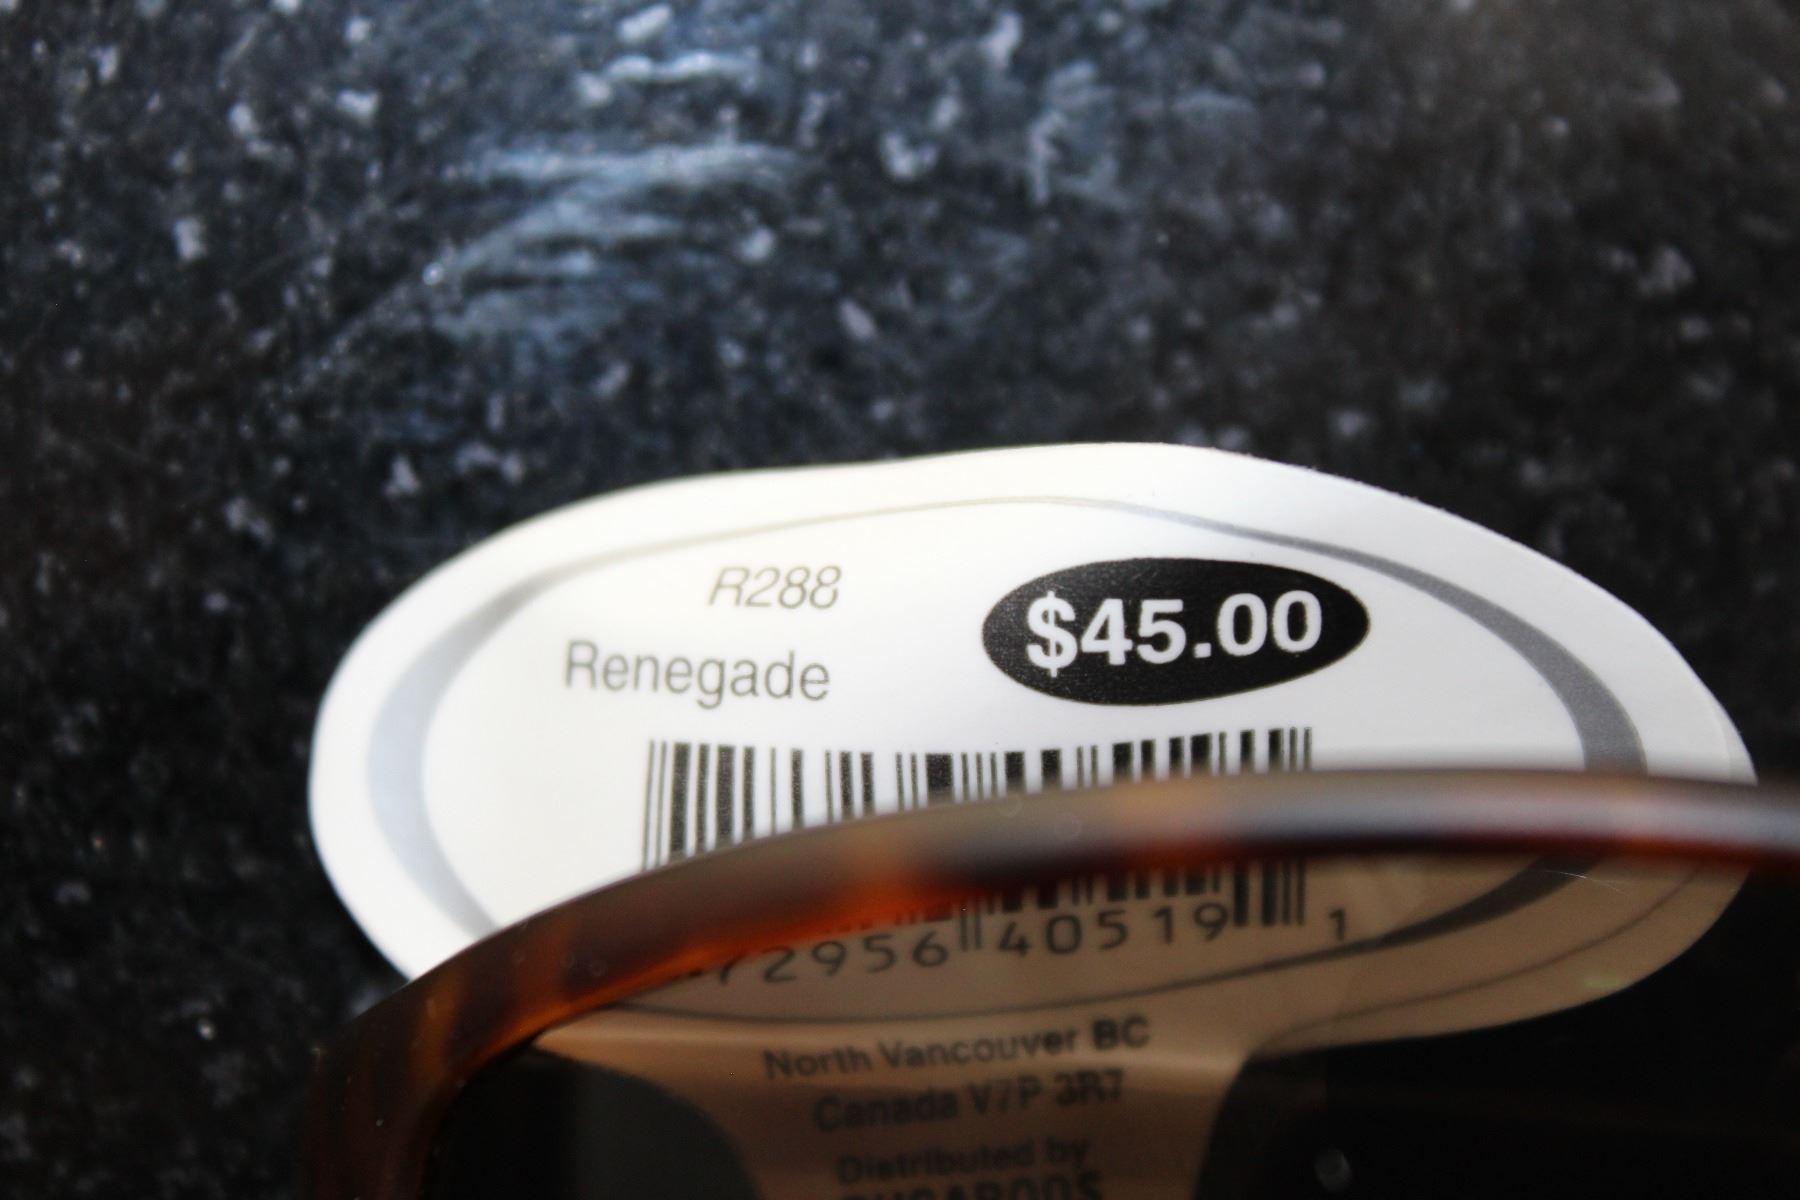 R288
$45.00
Renegade
72956 40519 1
North Vancouver BC
Canada V7P 3R7
Distributed by